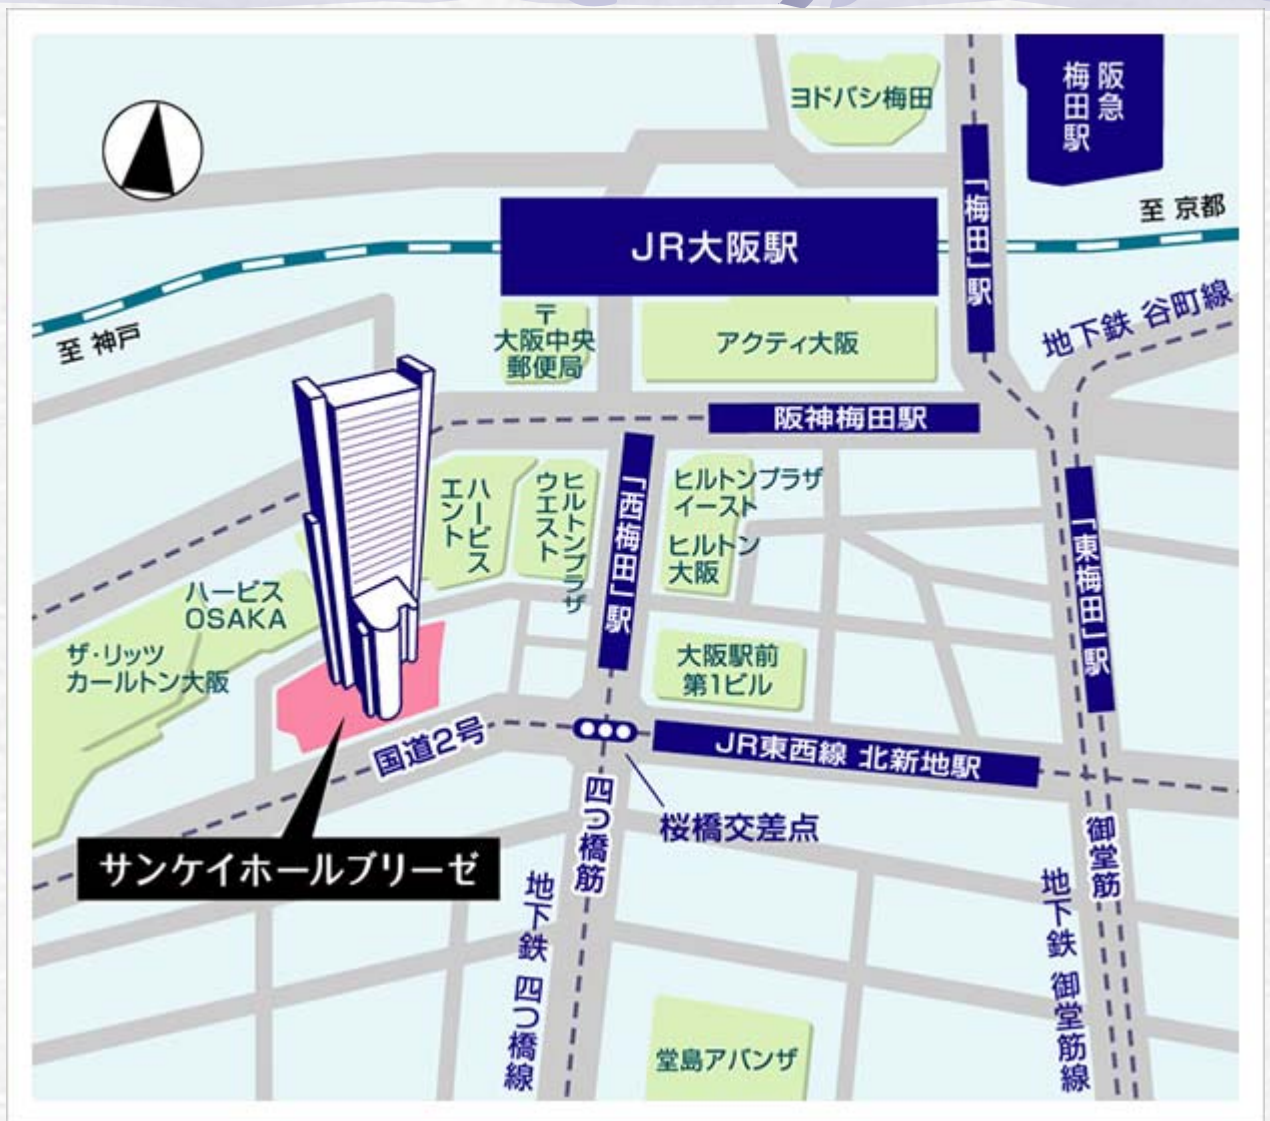 ヨドバシ梅田
阪急
梅田駅
「梅田」駅
至 京都
JR大阪駅
至 神戸
地下鉄 谷町線
〒
大阪中央
郵便局
アクティ大阪
阪神梅田駅
ハービス
エント
ヒルトンプラザ
ウエスト
「西梅田」駅
ヒルトンプラザ
イースト
ヒルトン
大阪
「東梅田」駅
ハービス
OSAKA
ザ・リッツ
カールトン大阪
大阪駅前
第1ビル
国道2号
JR東西線 北新地駅
桜橋交差点
四つ橋筋
御堂筋
サンケイホールブリーゼ
地下鉄 四つ橋線
地下鉄 御堂筋線
堂島アバンザ